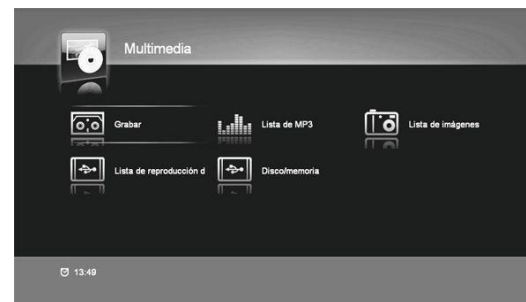 Multimedia
Grabar
Lista de MP3
Lista de imágenes
Lista de reproducción d
Disco/memoria
13:49